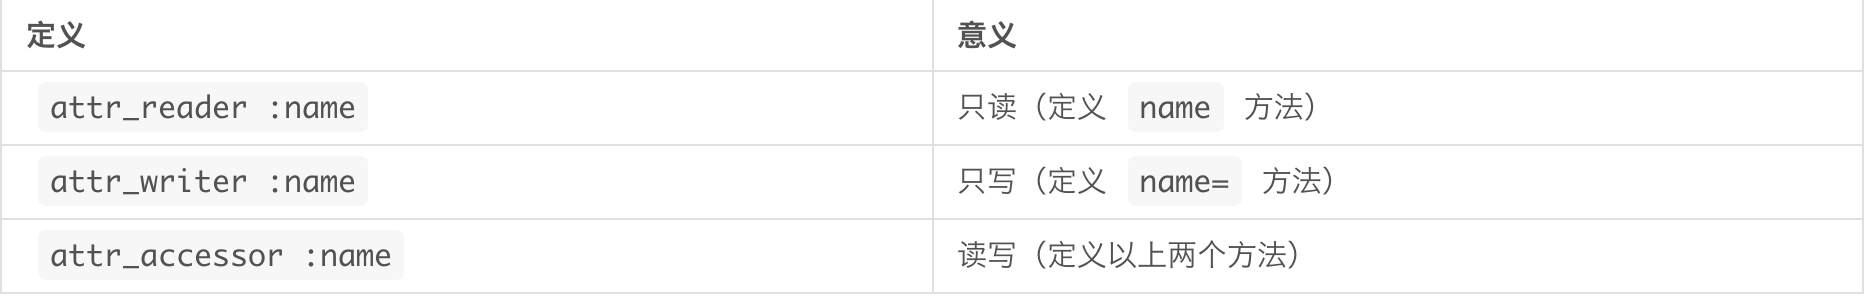 定义 意义
attr_reader :name 只读（定义 name 方法）
attr_writer :name 只写（定义 name= 方法）
attr_accessor :name 读写（定义以上两个方法）